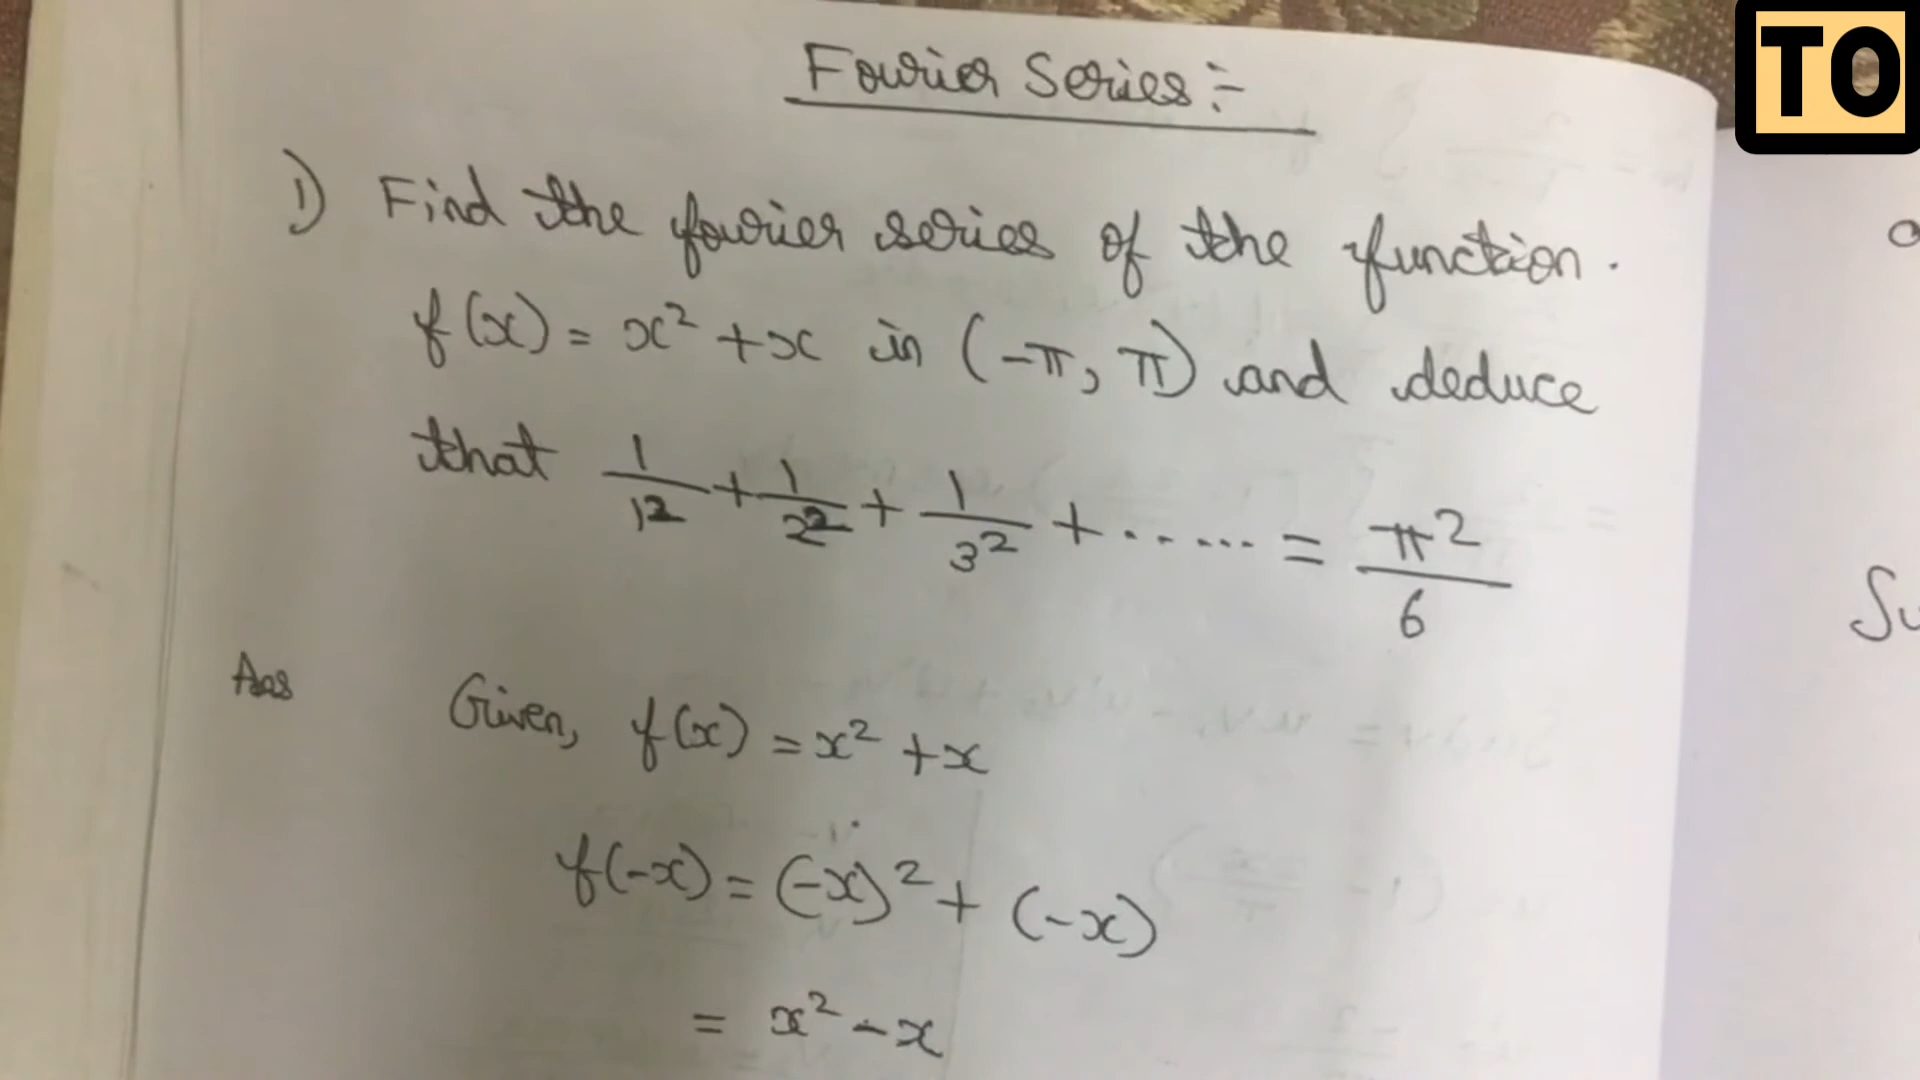 TO
Fourier Series :-
1) Find the fourier series of the function.
f(x) = x² + x in (-π, π) and deduce
that 1/1² + 1/2² + 1/3² + ...... = π²/6
Ans Given, f(x) = x² + x
f(-x) = (-x)² + (-x)
= x² - x